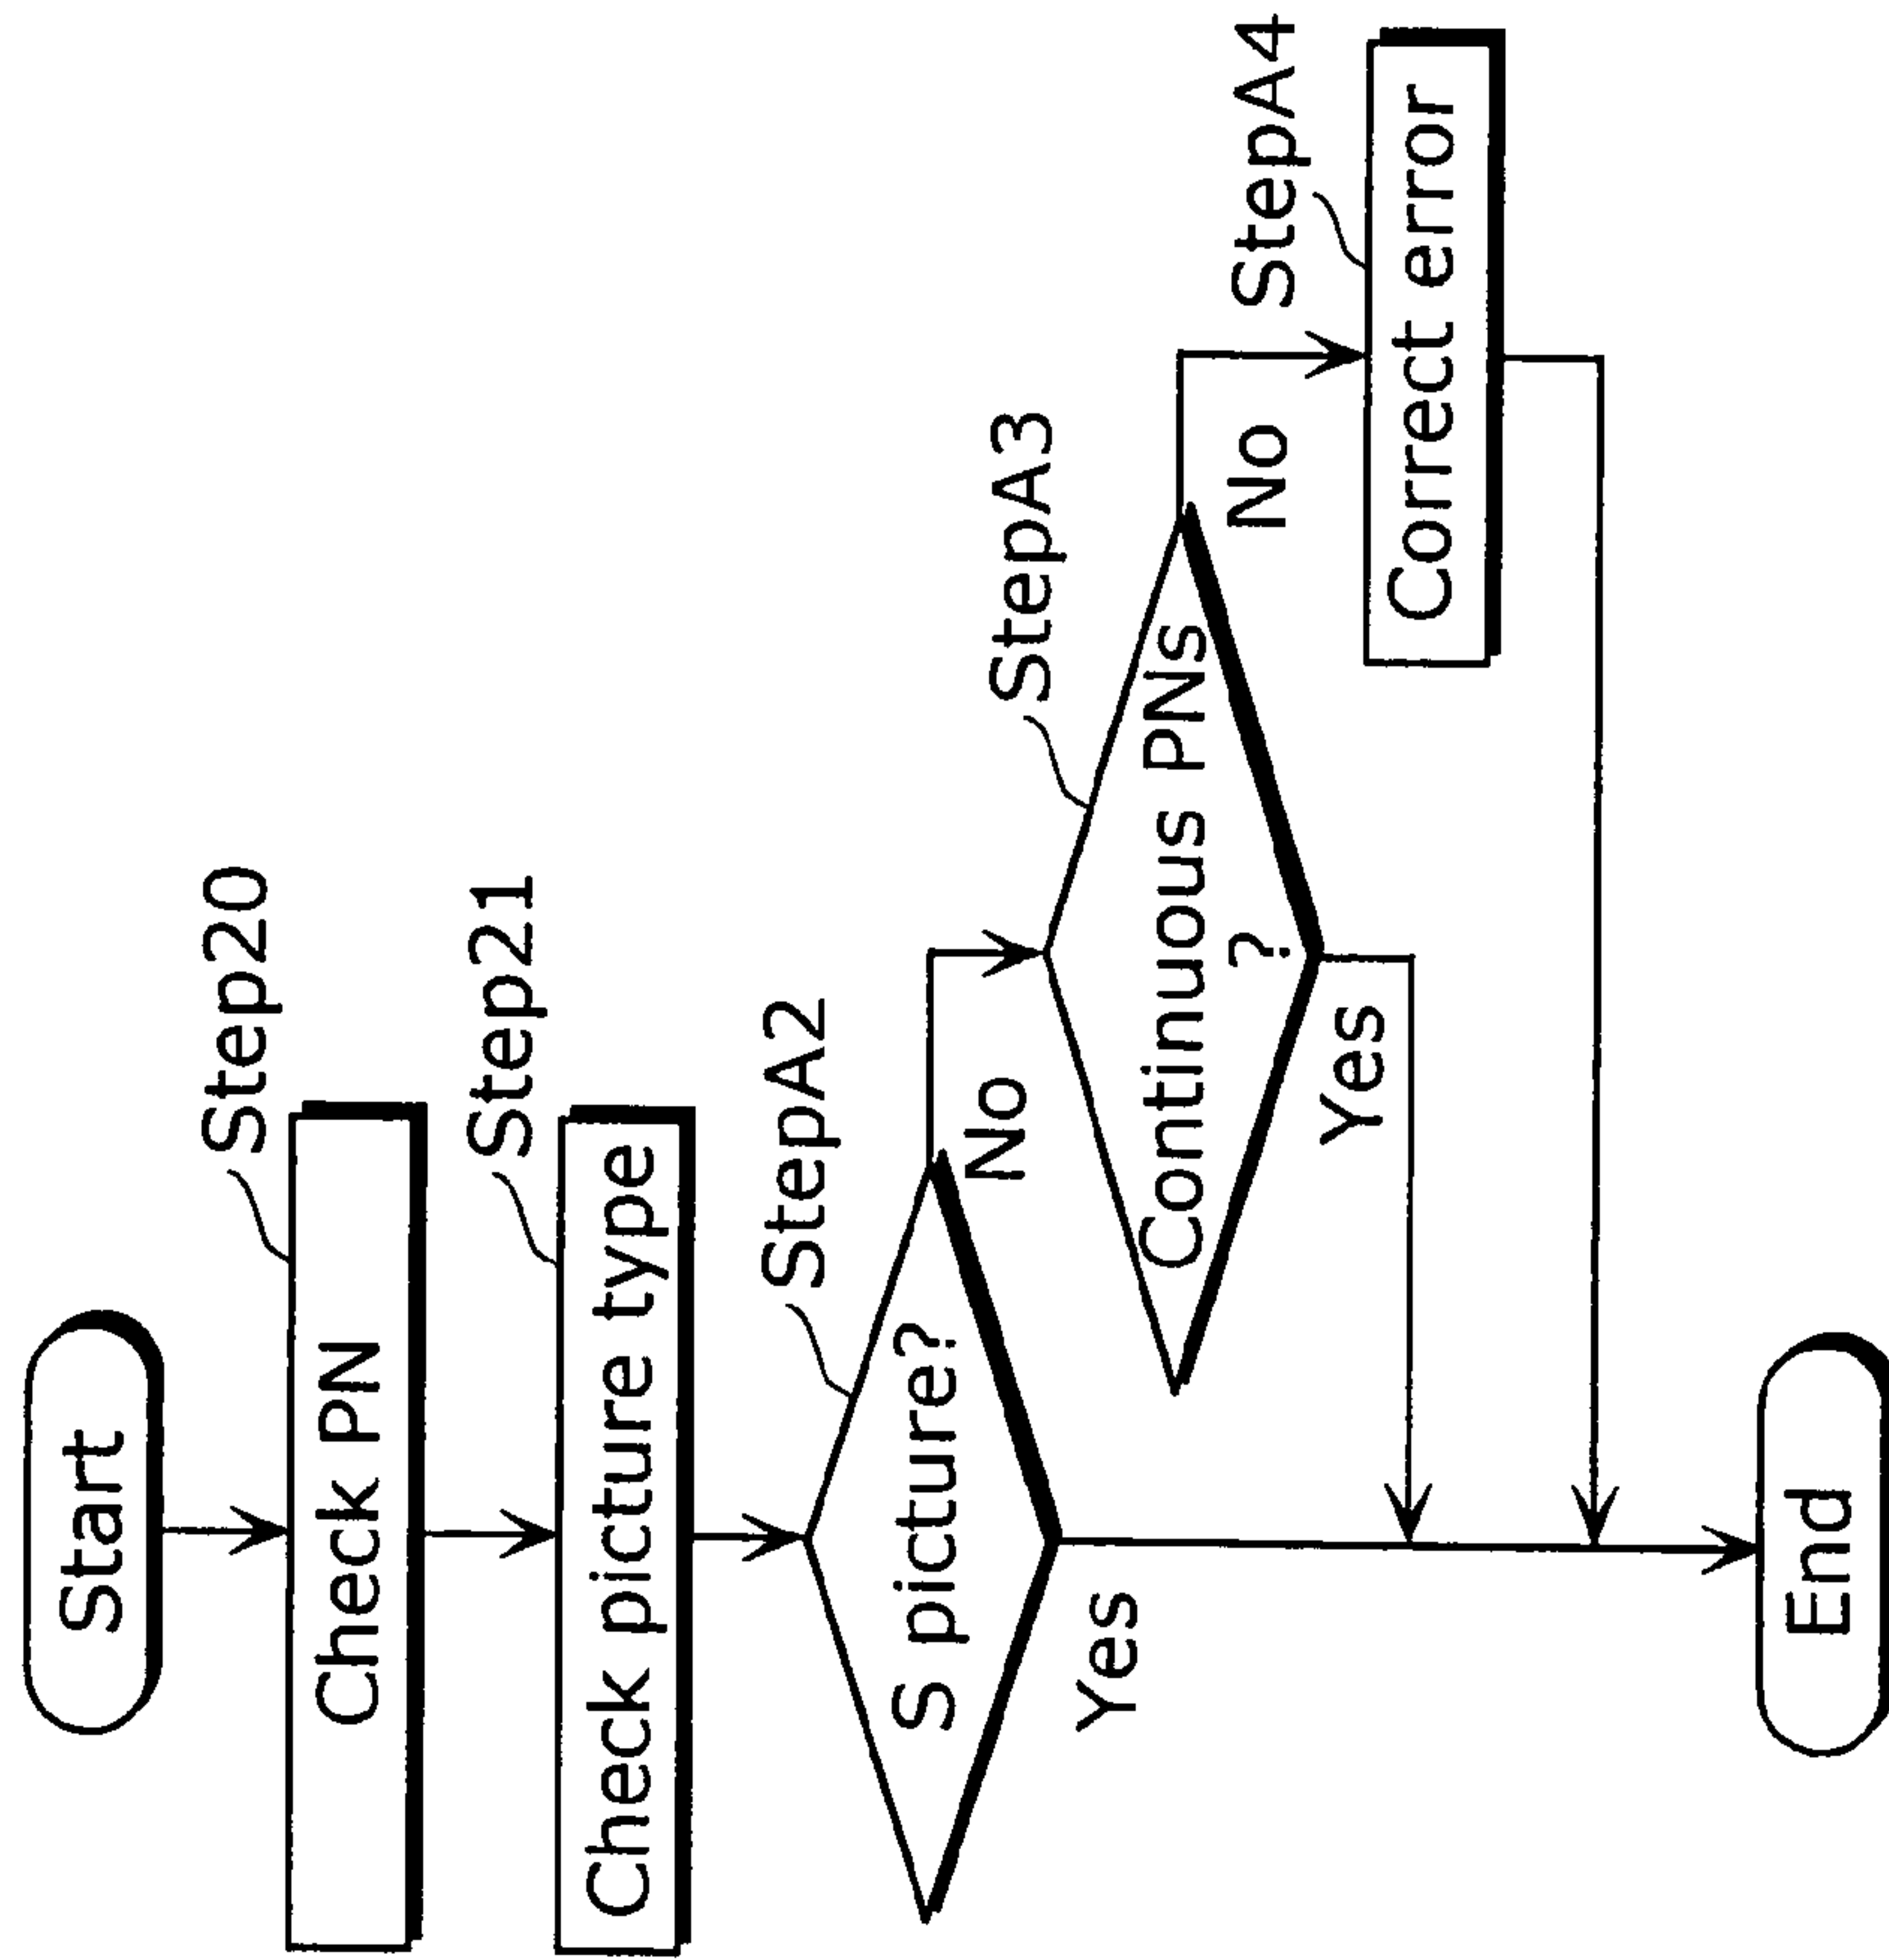 Start
Step20
Check PN
Step21
Check picture type
StepA2
S picture?
No
Yes
StepA3
Continuous PNs
?
No
Yes
StepA4
Correct error
End